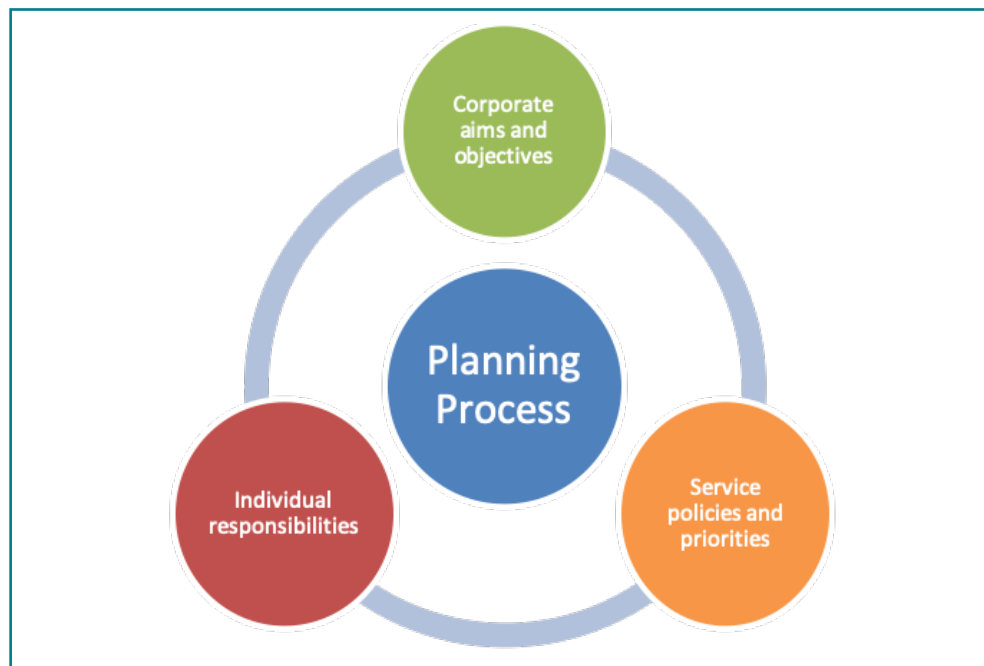 Corporate
aims and
objectives
Planning
Process
Individual
responsibilities
Service
policies and
priorities